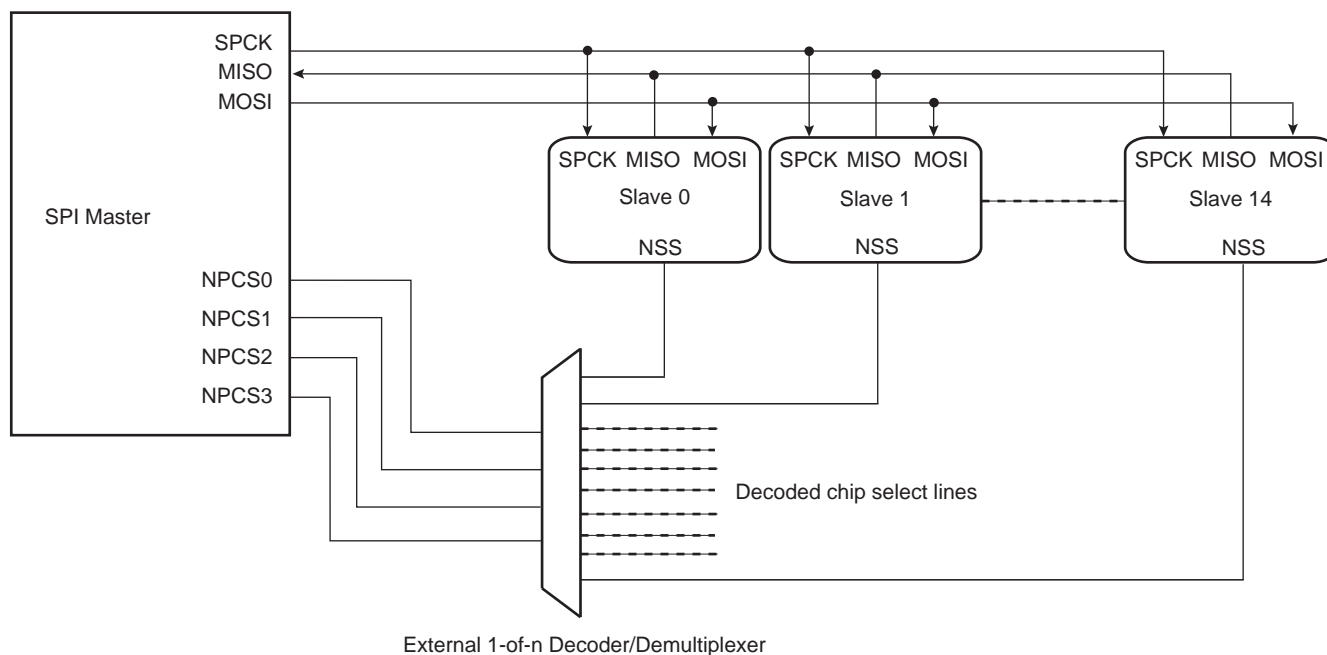 SPCK
MISO
MOSI
SPI Master
NPCS0
NPCS1
NPCS2
NPCS3
SPCK MISO MOSI
Slave 0
NSS
SPCK MISO MOSI
Slave 1
NSS
SPCK MISO MOSI
Slave 14
NSS
Decoded chip select lines
External 1-of-n Decoder/Demultiplexer